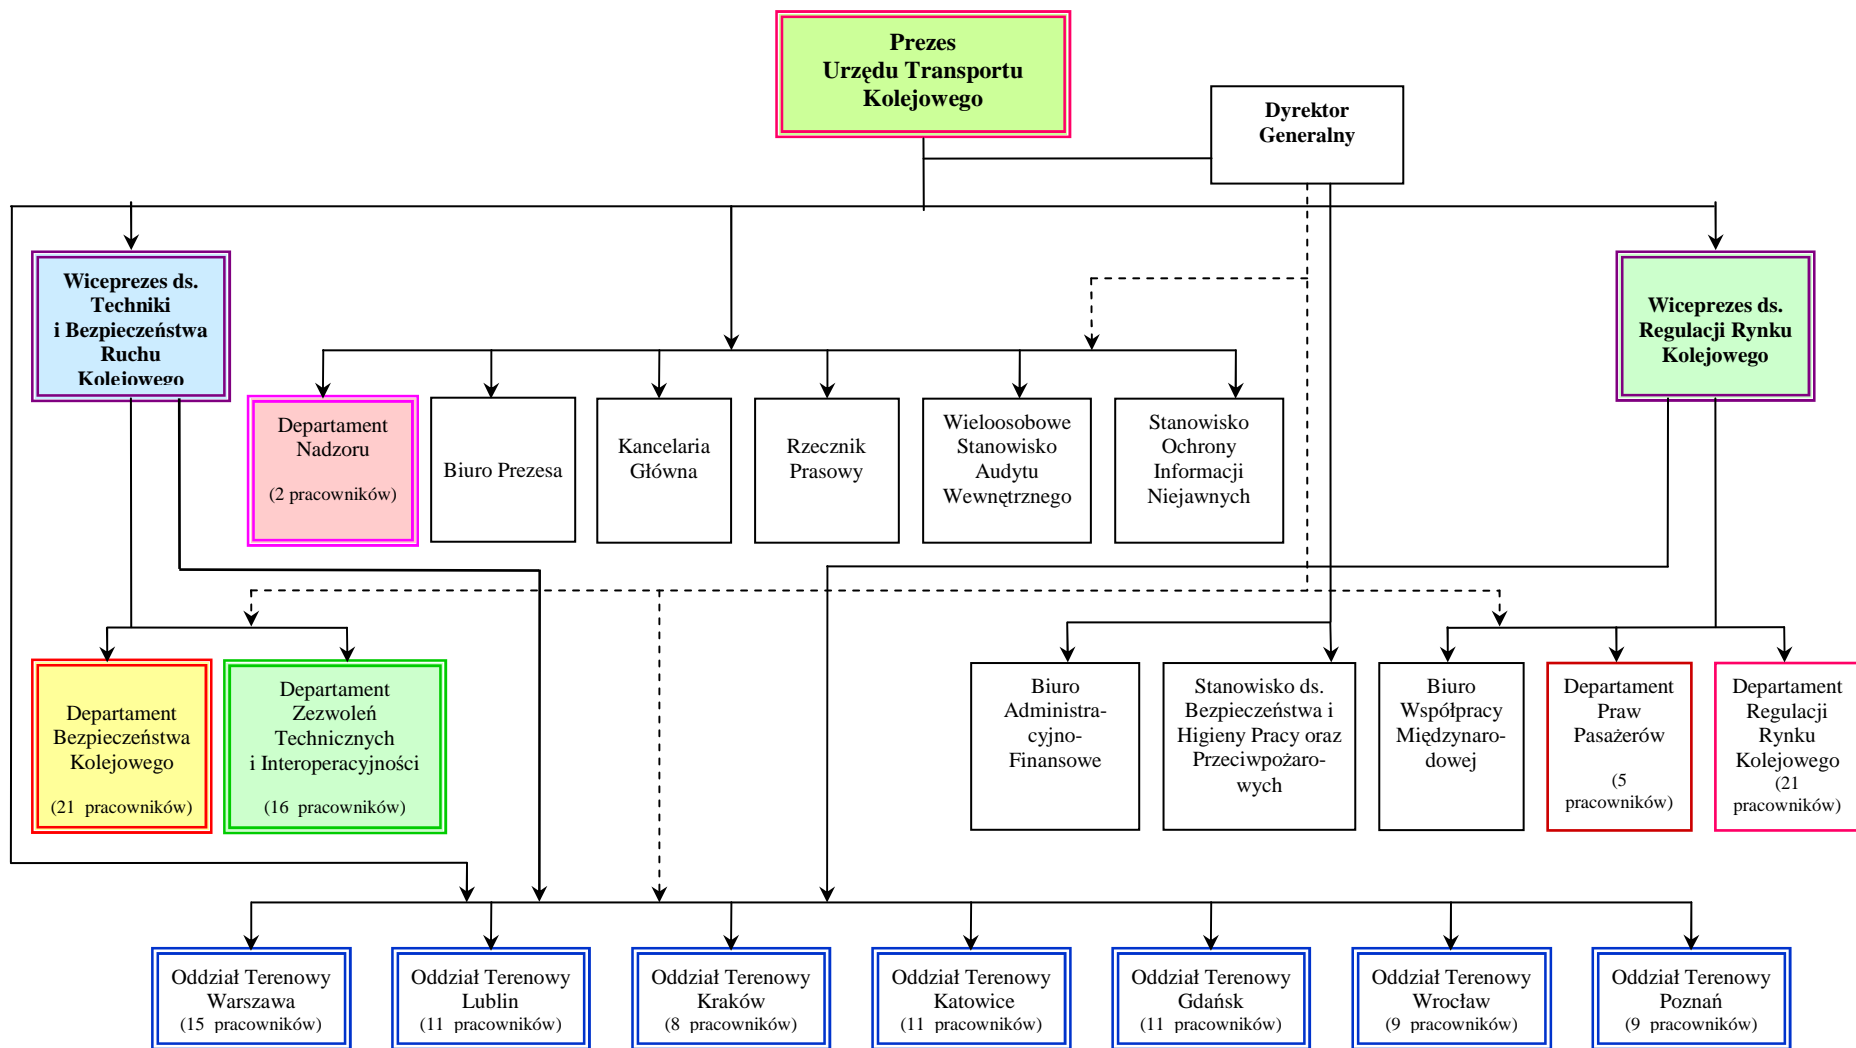 Prezes
Urzędu Transportu
Kolejowego
Dyrektor
Generalny
Wiceprezes ds.
Techniki
i Bezpieczeństwa
Ruchu
Kolejowego
Wiceprezes ds.
Regulacji Rynku
Kolejowego
Departament
Nadzoru
(2 pracowników)
Biuro Prezesa
Kancelaria
Główna
Rzecznik
Prasowy
Wieloosobowe
Stanowisko
Audytu
Wewnętrznego
Stanowisko
Ochrony
Informacji
Niejawnych
Departament
Bezpieczeństwa
Kolejowego
(21 pracowników)
Departament
Zezwoleń
Technicznych
i Interoperacyjności
(16 pracowników)
Biuro
Administra-
cyjno-
Finansowe
Stanowisko ds.
Bezpieczeństwa i
Higieny Pracy oraz
Przeciwpożaro-
wych
Biuro
Współpracy
Międzynaro-
dowej
Departament
Praw
Pasażerów
(5
pracowników)
Departament
Regulacji
Rynku
Kolejowego
(21
pracowników)
Oddział Terenowy
Warszawa
(15 pracowników)
Oddział Terenowy
Lublin
(11 pracowników)
Oddział Terenowy
Kraków
(8 pracowników)
Oddział Terenowy
Katowice
(11 pracowników)
Oddział Terenowy
Gdańsk
(11 pracowników)
Oddział Terenowy
Wrocław
(9 pracowników)
Oddział Terenowy
Poznań
(9 pracowników)